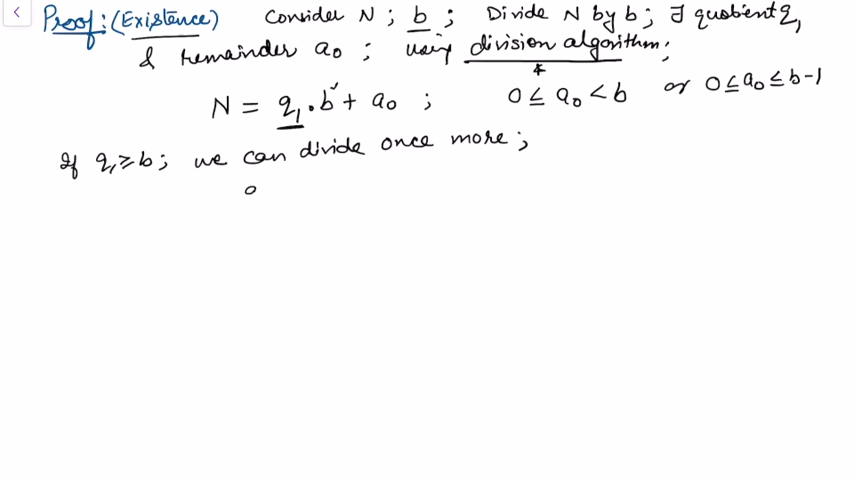 Proof: (Existence) Consider N ; b ; Divide N by b ; ∃ quotient q₁
& remainder a₀ ; using division algorithm ;
N = q₁ · b + a₀ ; 0 ≤ a₀ < b or 0 ≤ a₀ ≤ b-1
If q₁ ≥ b ; we can divide once more ;